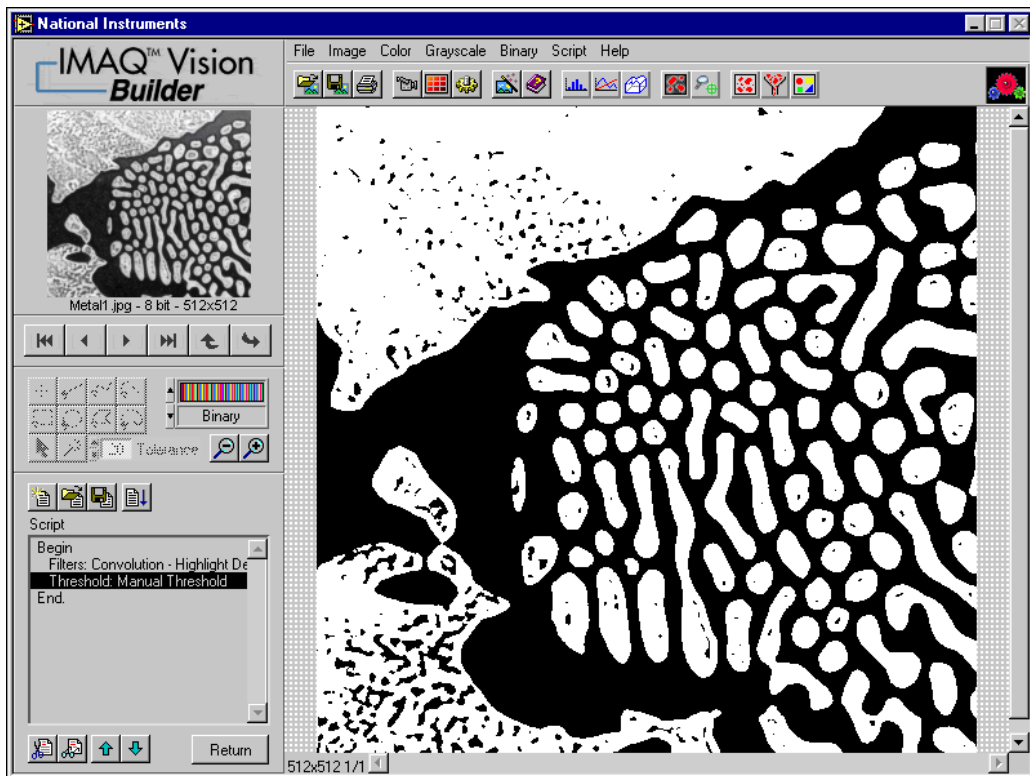 National Instruments
IMAQ™ Vision
Builder
File Image Color Grayscale Binary Script Help
Metal1.jpg - 8 bit - 512x512
Binary
Tolerance
Script
Begin
Filters: Convolution - Highlight De
Threshold: Manual Threshold
End.
Return
512x512 1/1